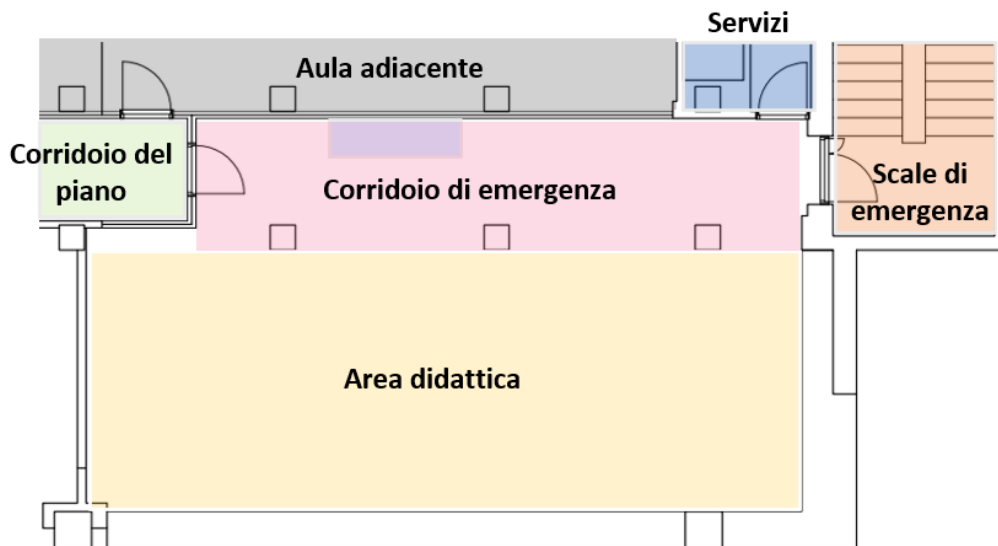 Servizi
Aula adiacente
Corridoio del
piano
Corridoio di emergenza
Scale di
emergenza
Area didattica